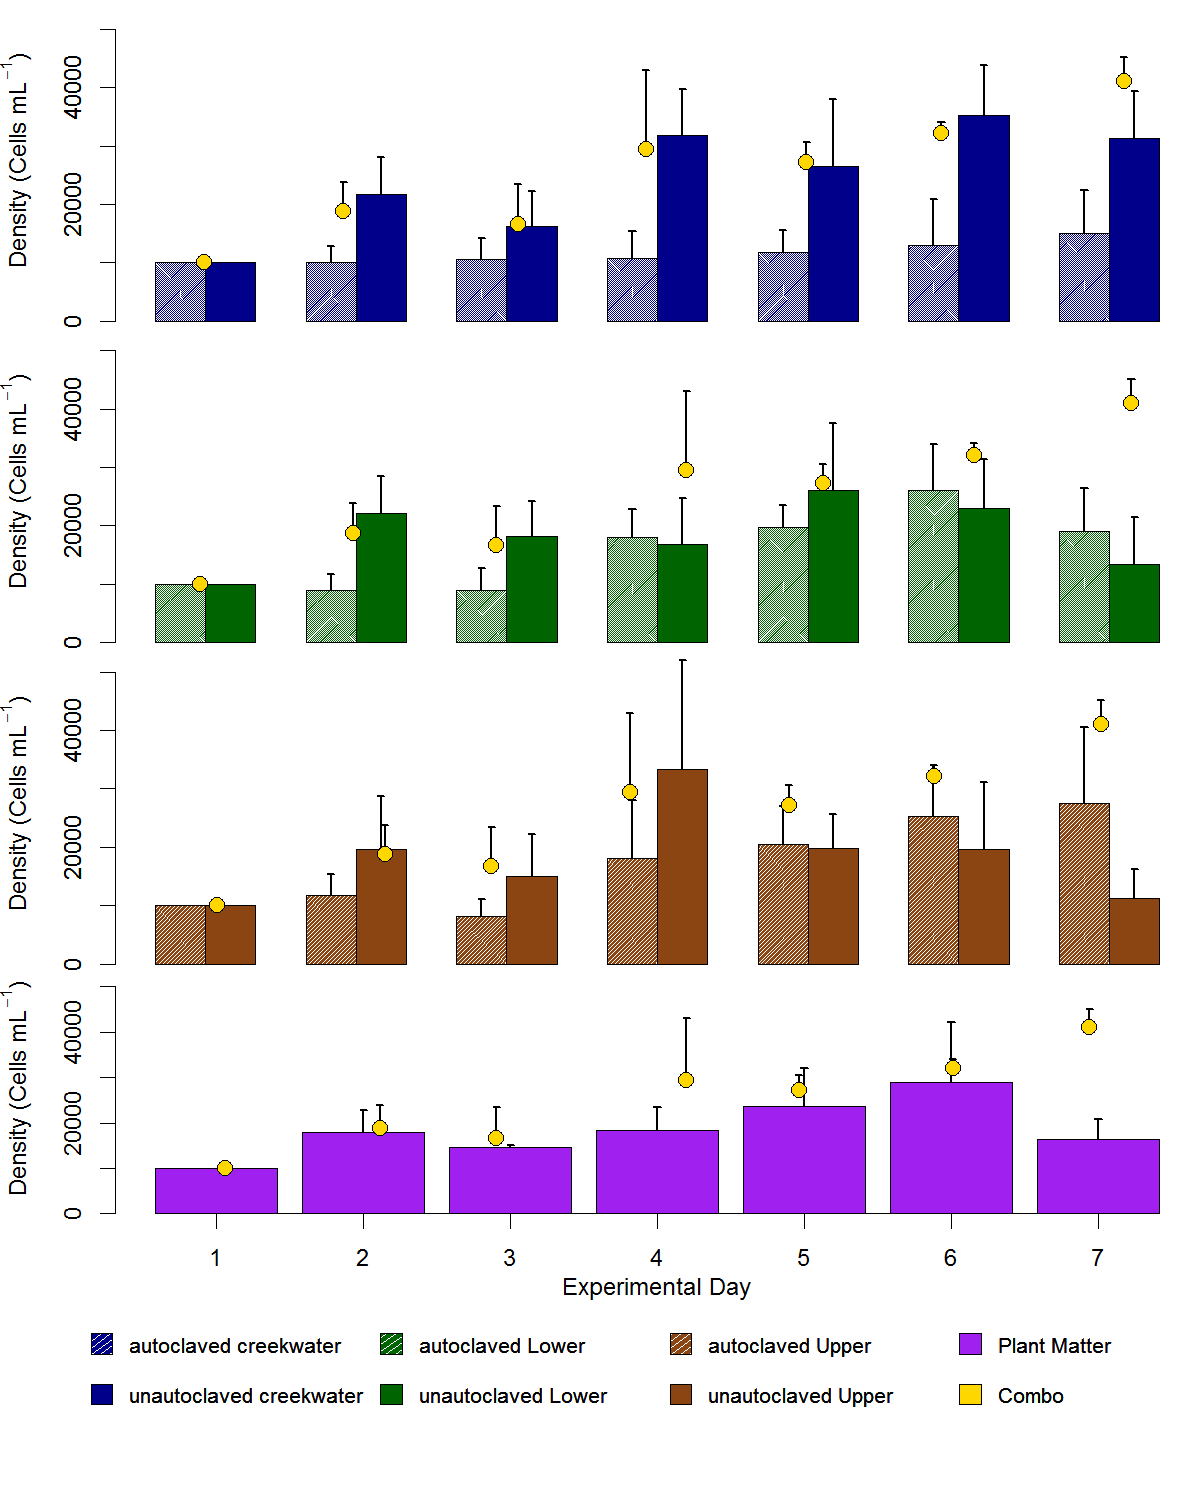 Density (Cells mL−1)
40000
20000
0
Density (Cells mL−1)
40000
20000
0
Density (Cells mL−1)
40000
20000
0
Density (Cells mL−1)
40000
20000
0
1 2 3 4 5 6 7
Experimental Day
autoclaved creekwater autoclaved Lower autoclaved Upper Plant Matter
unautoclaved creekwater unautoclaved Lower unautoclaved Upper Combo